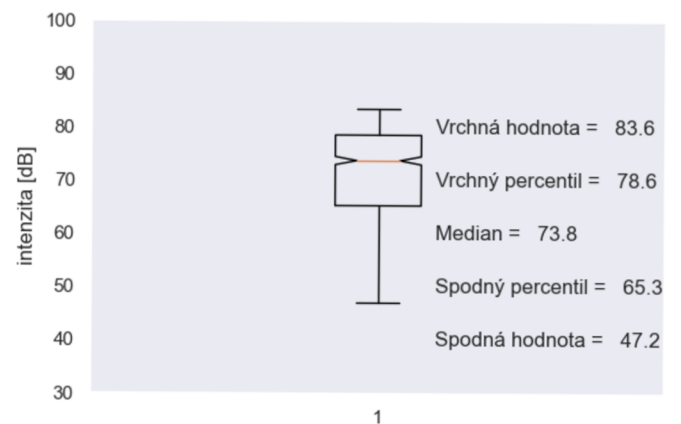 100
90
80
70
60
50
40
30
intenzita [dB]
Vrchná hodnota = 83.6
Vrchný percentil = 78.6
Median = 73.8
Spodný percentil = 65.3
Spodná hodnota = 47.2
1